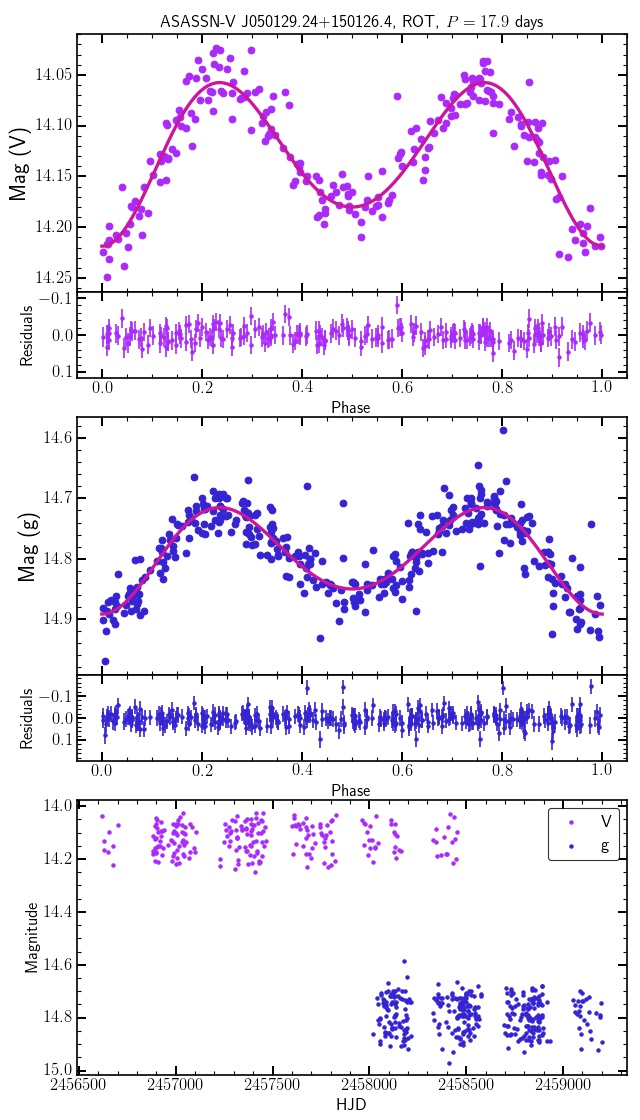 ASASSN-V J050129.24+150126.4, ROT, P = 17.9 days
Mag (V)
14.05
14.10
14.15
14.20
14.25
Residuals
−0.1
0.0
0.1
0.0 0.2 0.4 0.6 0.8 1.0
Phase
Mag (g)
14.6
14.7
14.8
14.9
Residuals
−0.1
0.0
0.1
0.0 0.2 0.4 0.6 0.8 1.0
Phase
Magnitude
14.0
14.2
14.4
14.6
14.8
15.0
V
g
2456500 2457000 2457500 2458000 2458500 2459000
HJD